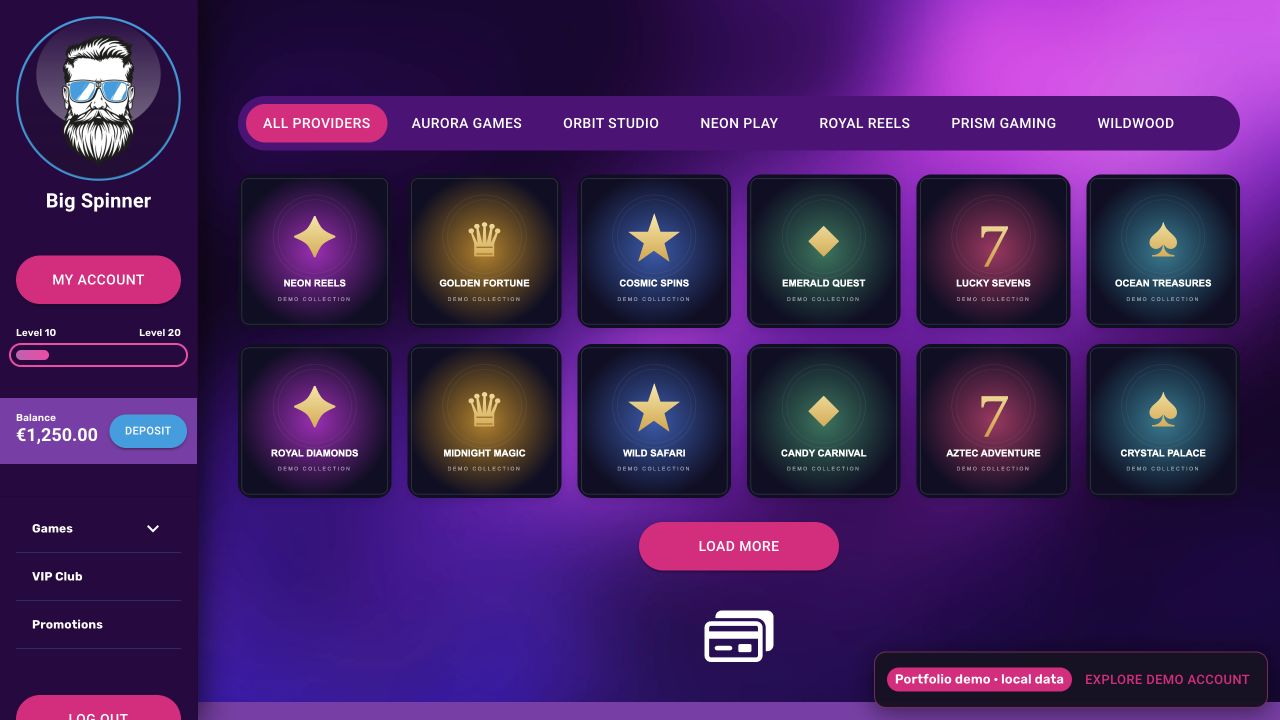 Big Spinner
MY ACCOUNT
Level 10 Level 20
Balance
€1,250.00
DEPOSIT
Games
VIP Club
Promotions
LOG OUT
ALL PROVIDERS AURORA GAMES ORBIT STUDIO NEON PLAY ROYAL REELS PRISM GAMING WILDWOOD
7
NEON REELS GOLDEN FORTUNE COSMIC SPINS EMERALD QUEST LUCKY SEVENS OCEAN TREASURES
DEMO COLLECTION DEMO COLLECTION DEMO COLLECTION DEMO COLLECTION DEMO COLLECTION DEMO COLLECTION
7
ROYAL DIAMONDS MIDNIGHT MAGIC WILD SAFARI CANDY CARNIVAL AZTEC ADVENTURE CRYSTAL PALACE
DEMO COLLECTION DEMO COLLECTION DEMO COLLECTION DEMO COLLECTION DEMO COLLECTION DEMO COLLECTION
LOAD MORE
Portfolio demo • local data EXPLORE DEMO ACCOUNT